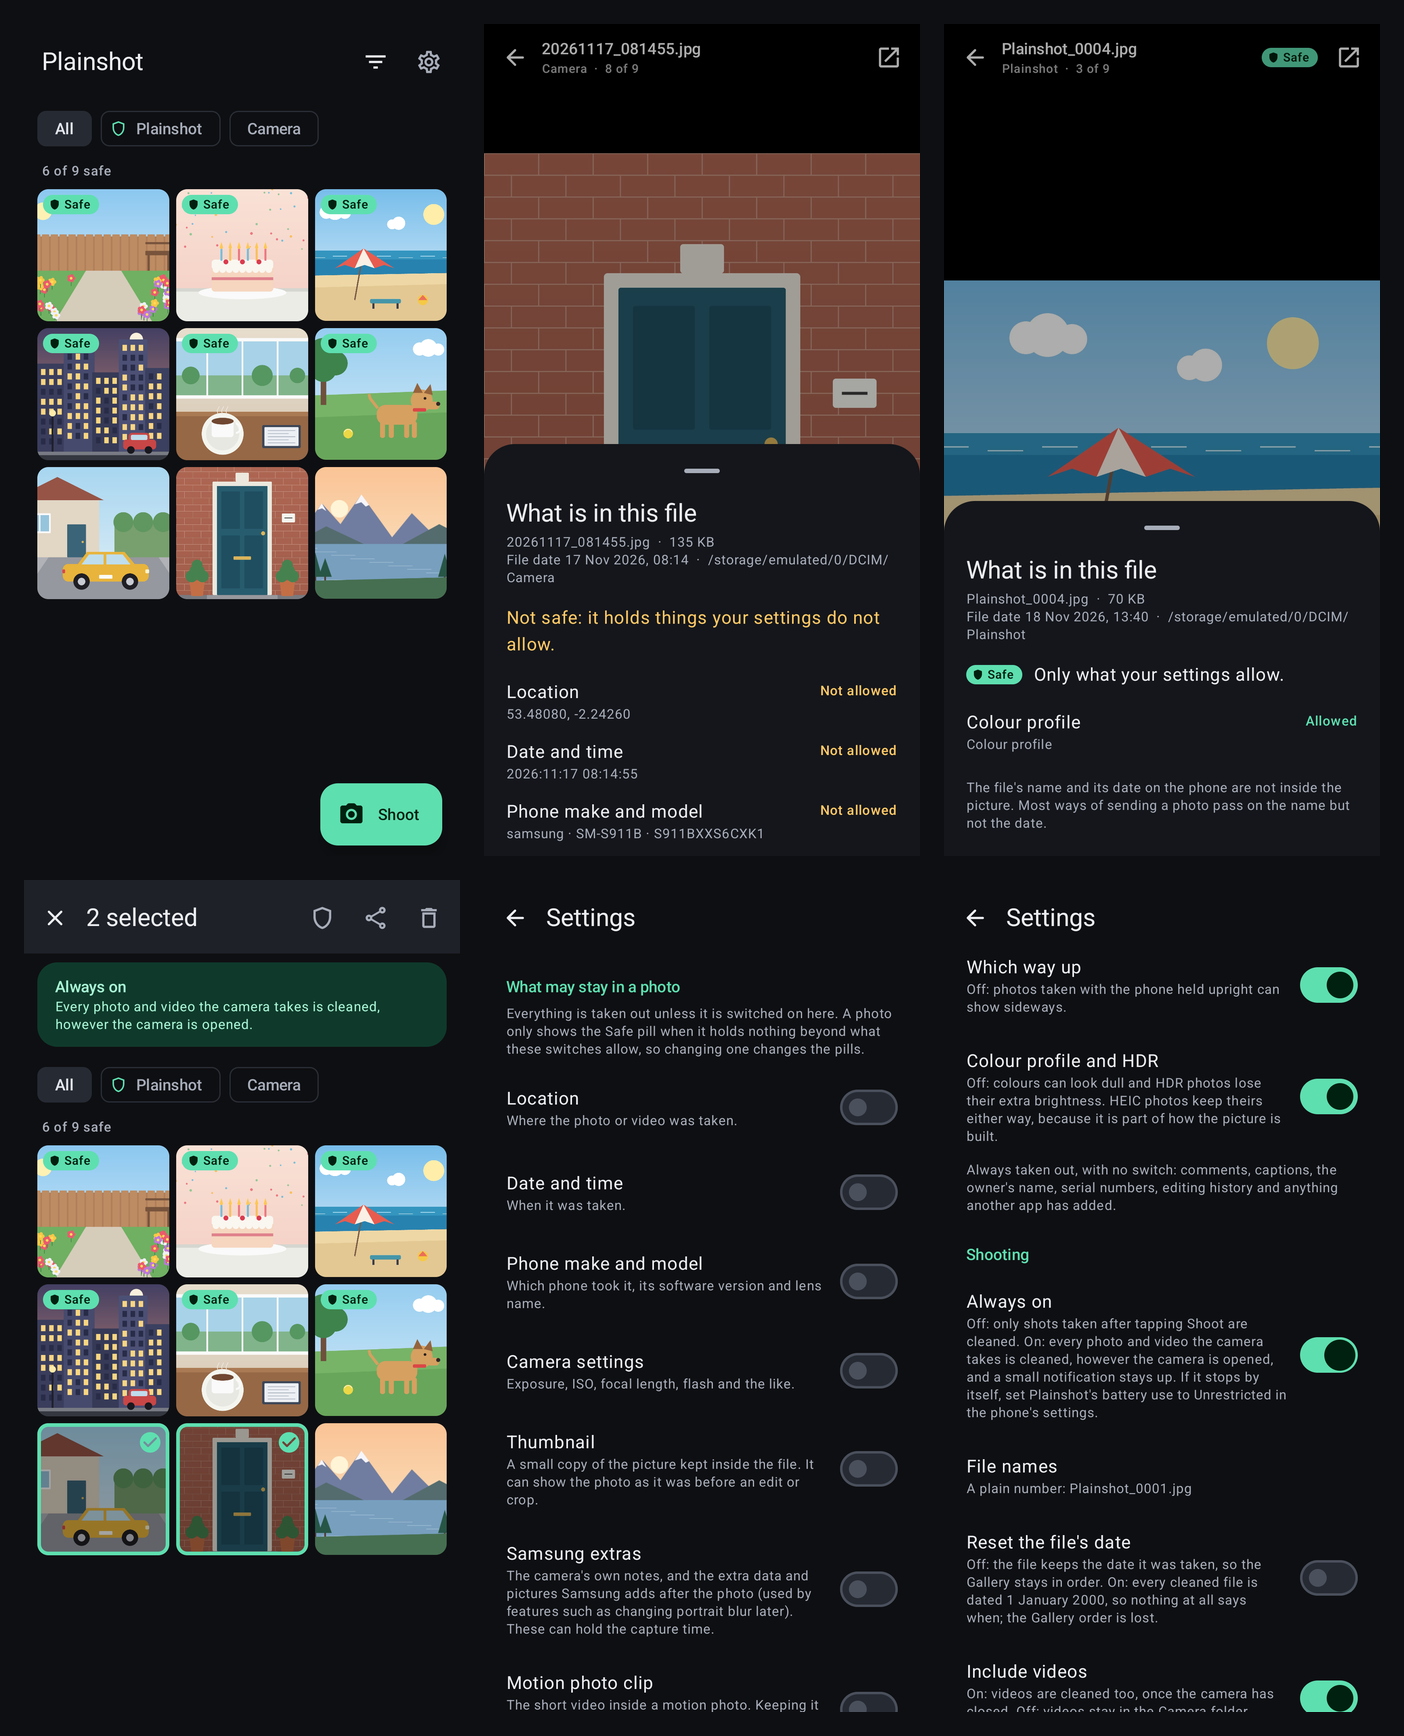 Plainshot
All
Plainshot
Camera
6 of 9 safe
Safe
Safe
Safe
Safe
Safe
Safe
Shoot
20261117_081455.jpg
Camera · 8 of 9
What is in this file
20261117_081455.jpg · 135 KB
File date 17 Nov 2026, 08:14 · /storage/emulated/0/DCIM/
Camera
Not safe: it holds things your settings do not
allow.
Location
Not allowed
53.48080, -2.24260
Date and time
Not allowed
2026:11:17 08:14:55
Phone make and model
Not allowed
samsung · SM-S911B · S911BXXS6CXK1
Plainshot_0004.jpg
Plainshot · 3 of 9
Safe
What is in this file
Plainshot_0004.jpg · 70 KB
File date 18 Nov 2026, 13:40 · /storage/emulated/0/DCIM/
Plainshot
Safe
Only what your settings allow.
Colour profile
Allowed
Colour profile
The file's name and its date on the phone are not inside the
picture. Most ways of sending a photo pass on the name but
not the date.
2 selected
Always on
Every photo and video the camera takes is cleaned,
however the camera is opened.
All
Plainshot
Camera
6 of 9 safe
Safe
Safe
Safe
Safe
Safe
Safe
Settings
What may stay in a photo
Everything is taken out unless it is switched on here. A photo
only shows the Safe pill when it holds nothing beyond what
these switches allow, so changing one changes the pills.
Location
Where the photo or video was taken.
Date and time
When it was taken.
Phone make and model
Which phone took it, its software version and lens
name.
Camera settings
Exposure, ISO, focal length, flash and the like.
Thumbnail
A small copy of the picture kept inside the file. It
can show the photo as it was before an edit or
crop.
Samsung extras
The camera's own notes, and the extra data and
pictures Samsung adds after the photo (used by
features such as changing portrait blur later).
These can hold the capture time.
Motion photo clip
The short video inside a motion photo. Keeping it
Settings
Which way up
Off: photos taken with the phone held upright can
show sideways.
Colour profile and HDR
Off: colours can look dull and HDR photos lose
their extra brightness. HEIC photos keep theirs
either way, because it is part of how the picture is
built.
Always taken out, with no switch: comments, captions, the
owner's name, serial numbers, editing history and anything
another app has added.
Shooting
Always on
Off: only shots taken after tapping Shoot are
cleaned. On: every photo and video the camera
takes is cleaned, however the camera is opened,
and a small notification stays up. If it stops by
itself, set Plainshot's battery use to Unrestricted in
the phone's settings.
File names
A plain number: Plainshot_0001.jpg
Reset the file's date
Off: the file keeps the date it was taken, so the
Gallery stays in order. On: every cleaned file is
dated 1 January 2000, so nothing at all says
when; the Gallery order is lost.
Include videos
On: videos are cleaned too, once the camera has
closed. Off: videos stay in the Camera folder